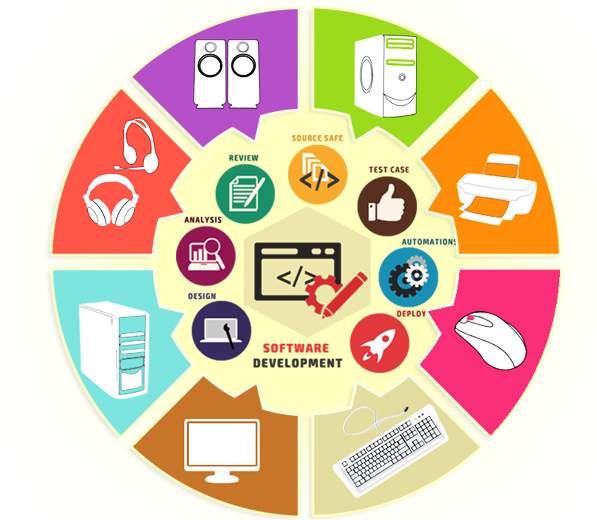 SOURCE SAFE
REVIEW
TEST CASE
ANALYSIS
AUTOMATIONS
DESIGN
DEPLOY
</>
SOFTWARE
DEVELOPMENT